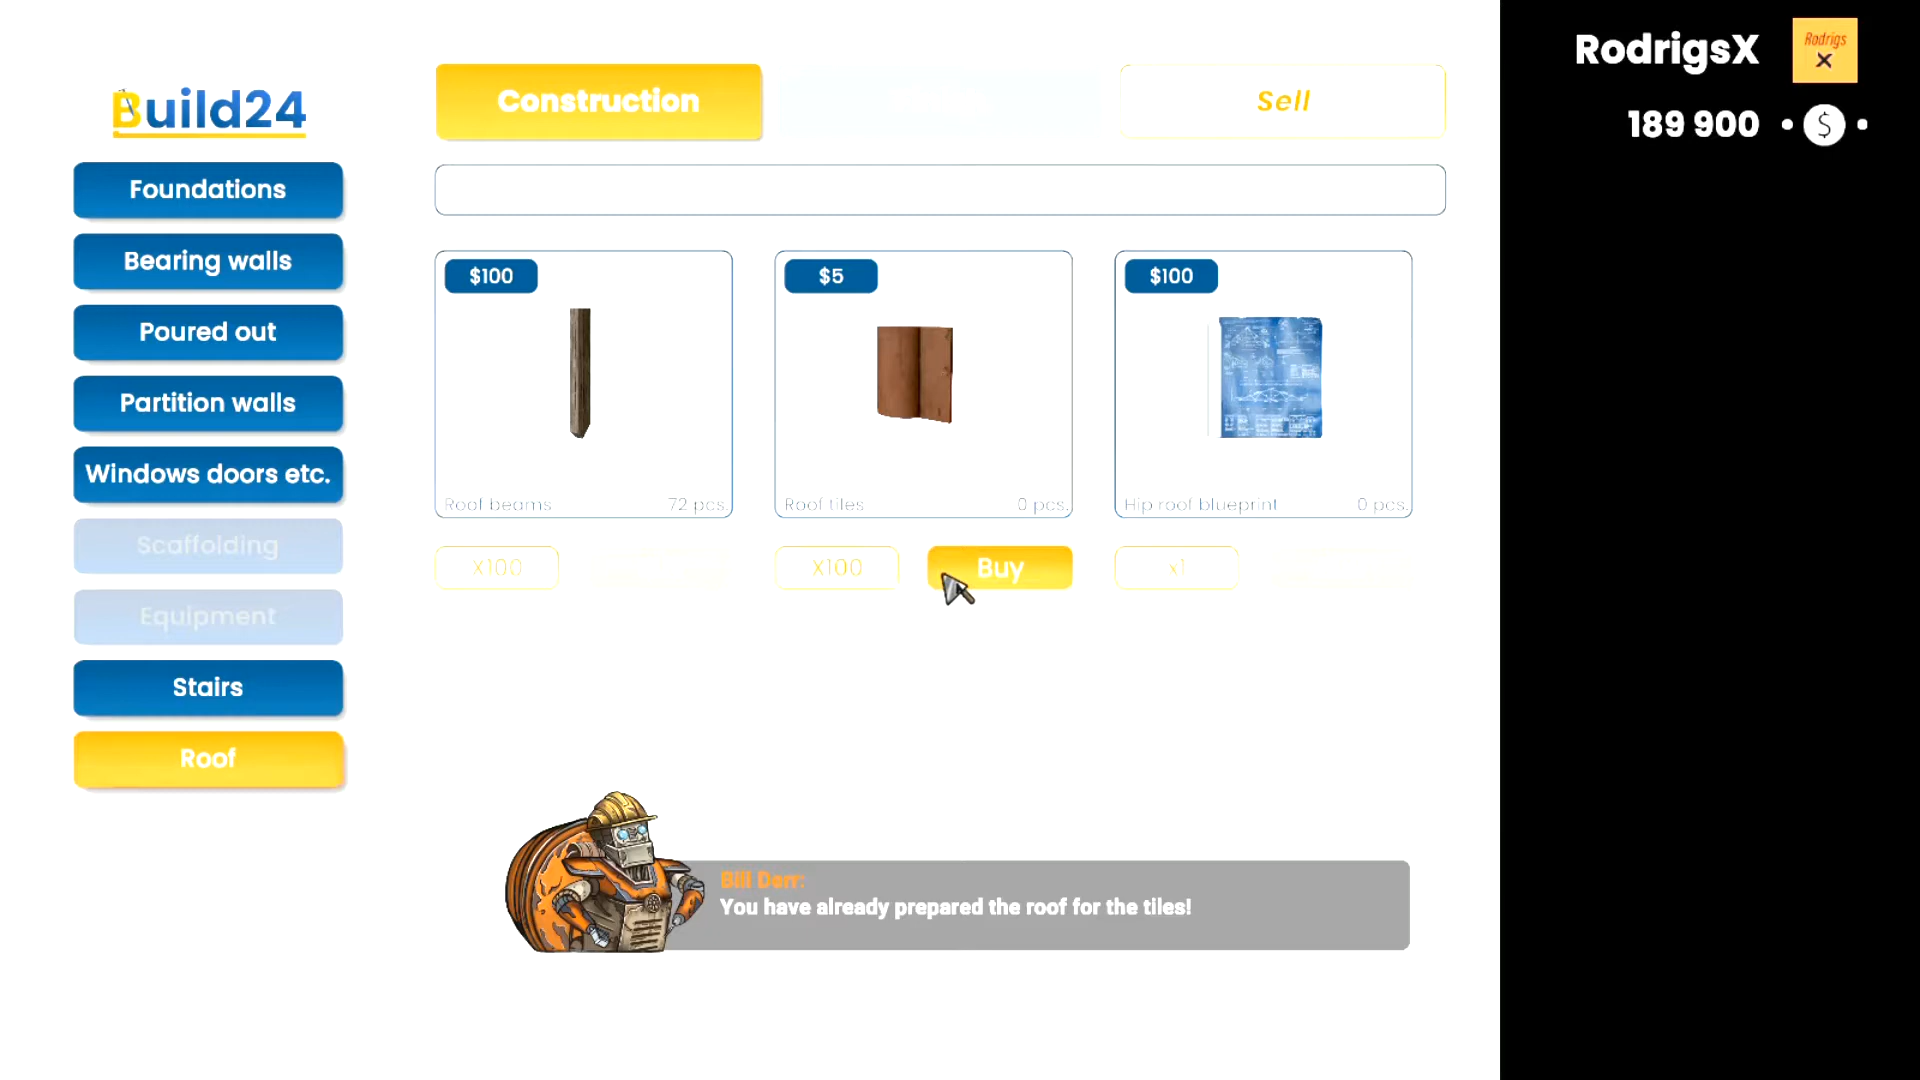 RodrigsX
Rodrigs
X
189 900
$
Build24
Construction
Sell
Foundations
Bearing walls
Poured out
Partition walls
Windows doors etc.
Scaffolding
Equipment
Stairs
Roof
$100
Roof beams 72 pcs.
X100
$5
Roof tiles 0 pcs.
X100 Buy
$100
Hip roof blueprint 0 pcs.
x1
Bill Derr:
You have already prepared the roof for the tiles!